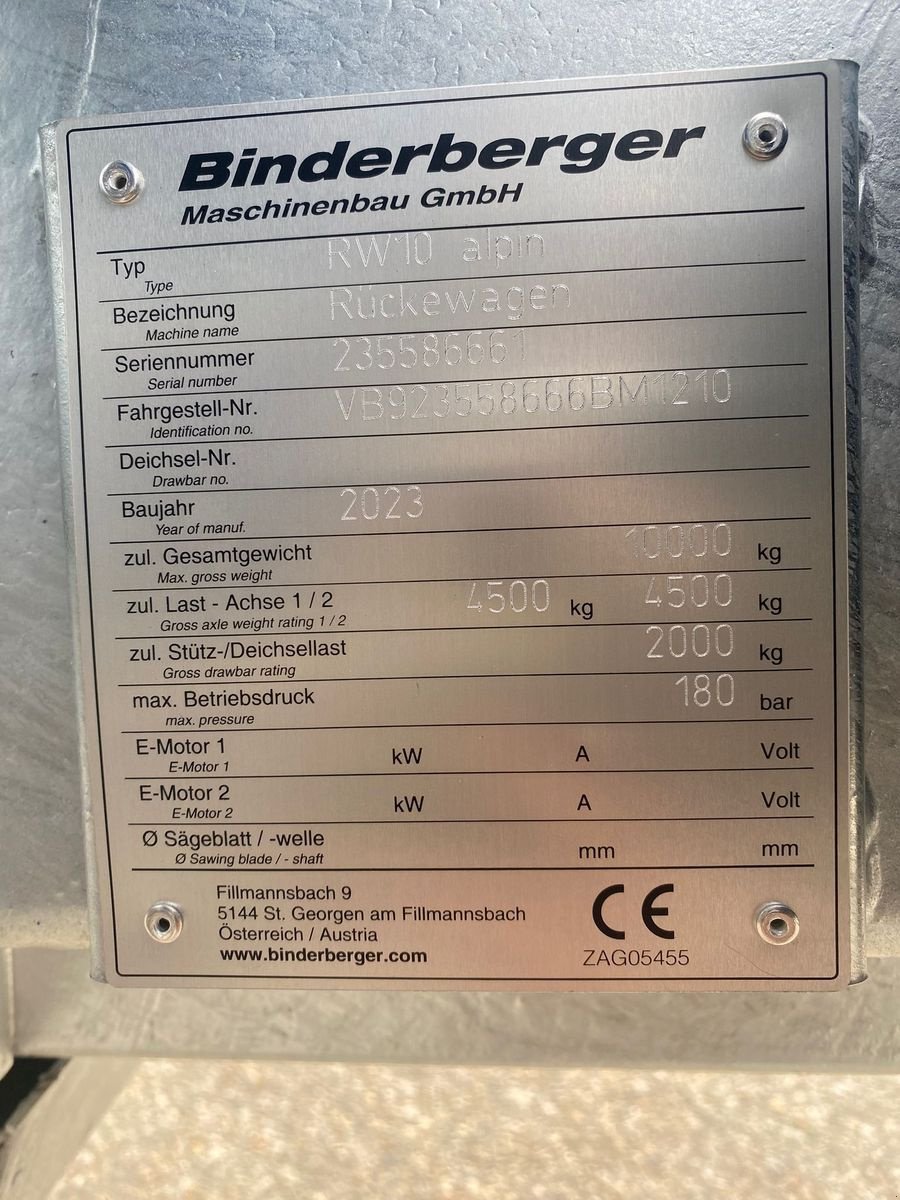 Binderberger
Maschinenbau GmbH
Typ RW10 alpin
Type
Bezeichnung Rückewagen
Machine name
Seriennummer 235586661
Serial number
Fahrgestell-Nr. VB923558666BM1210
Identification no.
Deichsel-Nr.
Drawbar no.
Baujahr 2023
Year of manuf.
zul. Gesamtgewicht 10000 kg
Max. gross weight
zul. Last - Achse 1 / 2 4500 kg 4500 kg
Gross axle weight rating 1 / 2
zul. Stütz-/Deichsellast 2000 kg
Gross drawbar rating
max. Betriebsdruck 180 bar
max. pressure
E-Motor 1 kW A Volt
E-Motor 1
E-Motor 2 kW A Volt
E-Motor 2
Ø Sägeblatt / -welle mm mm
Ø Sawing blade / - shaft
Fillmannsbach 9
5144 St. Georgen am Fillmannsbach
Österreich / Austria
www.binderberger.com
CE
ZAG05455